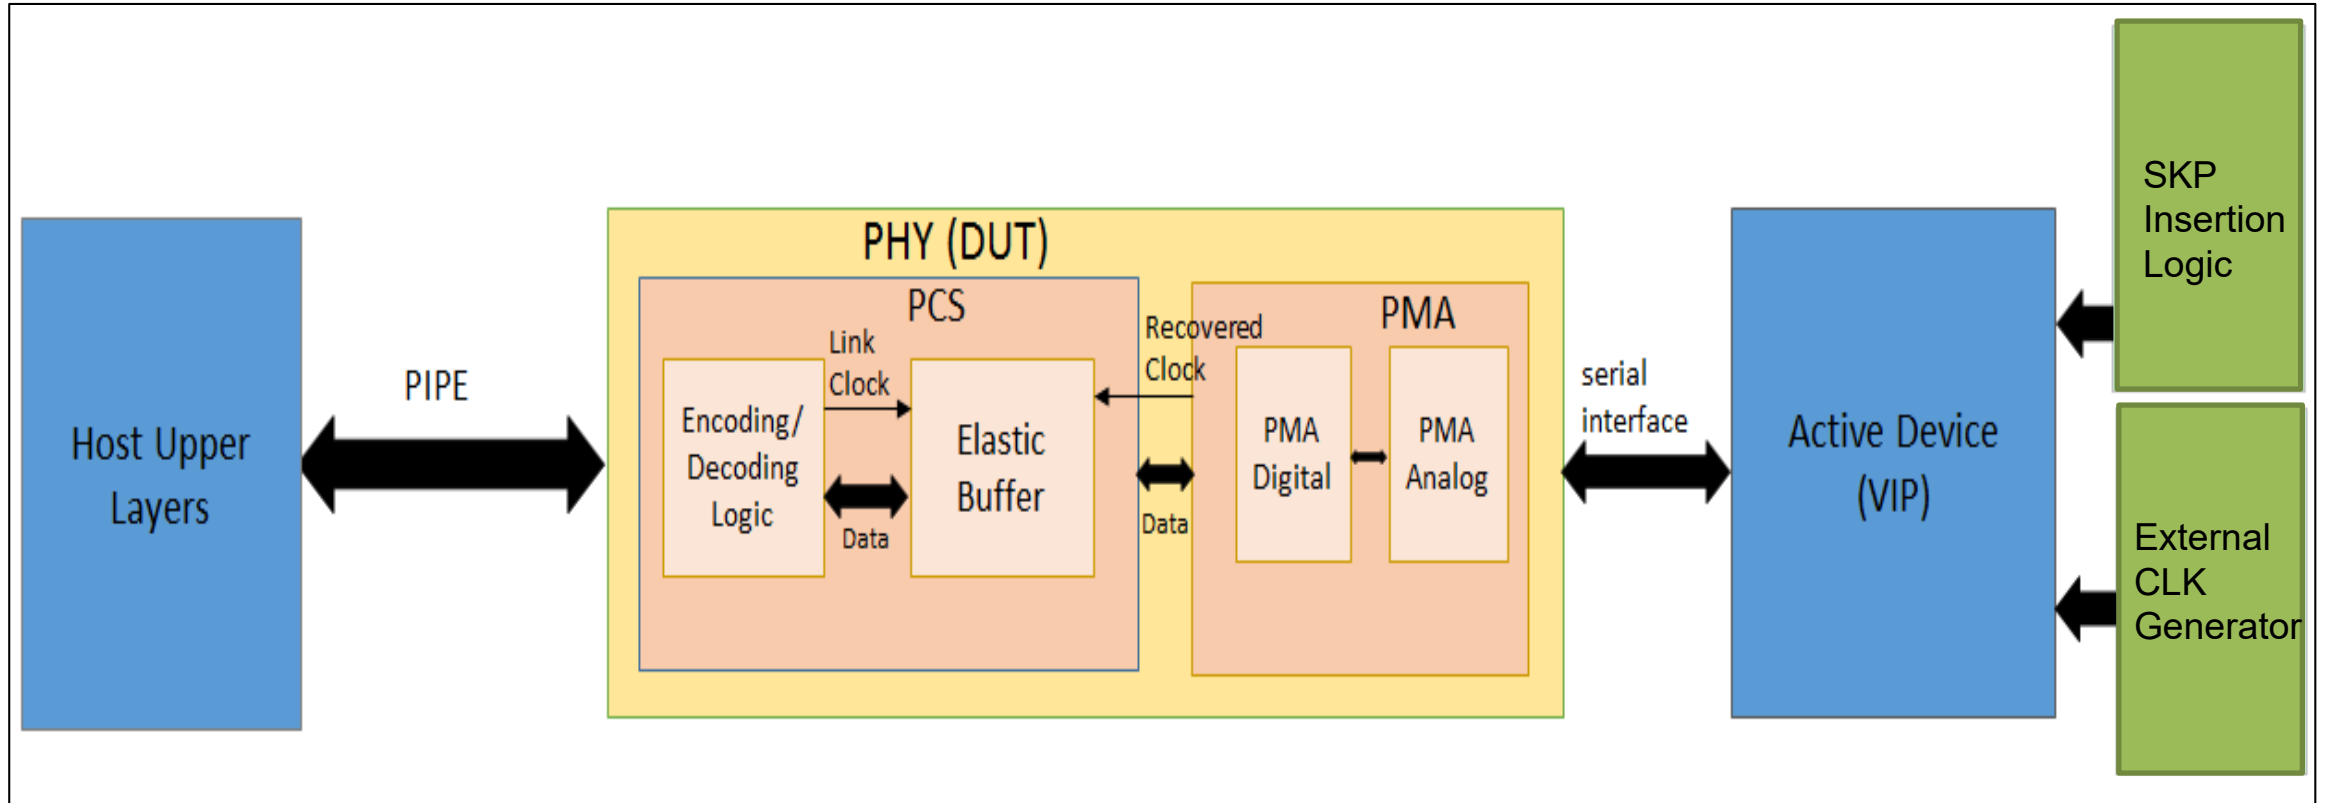 Host Upper
Layers
PIPE
PHY (DUT)
PCS
Encoding/
Decoding
Logic
Link
Clock
Data
Elastic
Buffer
Recovered
Clock
Data
PMA
PMA
Digital
PMA
Analog
serial
interface
Active Device
(VIP)
SKP
Insertion
Logic
External
CLK
Generator